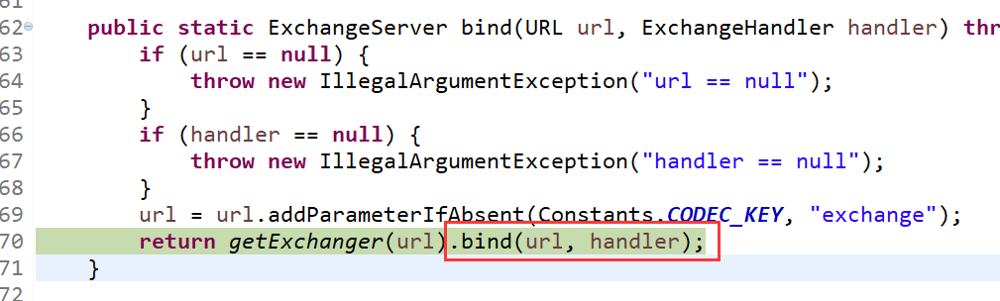 61
62 public static ExchangeServer bind(URL url, ExchangeHandler handler) thr
63 if (url == null) {
64 throw new IllegalArgumentException("url == null");
65 }
66 if (handler == null) {
67 throw new IllegalArgumentException("handler == null");
68 }
69 url = url.addParameterIfAbsent(Constants.CODEC_KEY, "exchange");
70 return getExchanger(url).bind(url, handler);
71 }
72